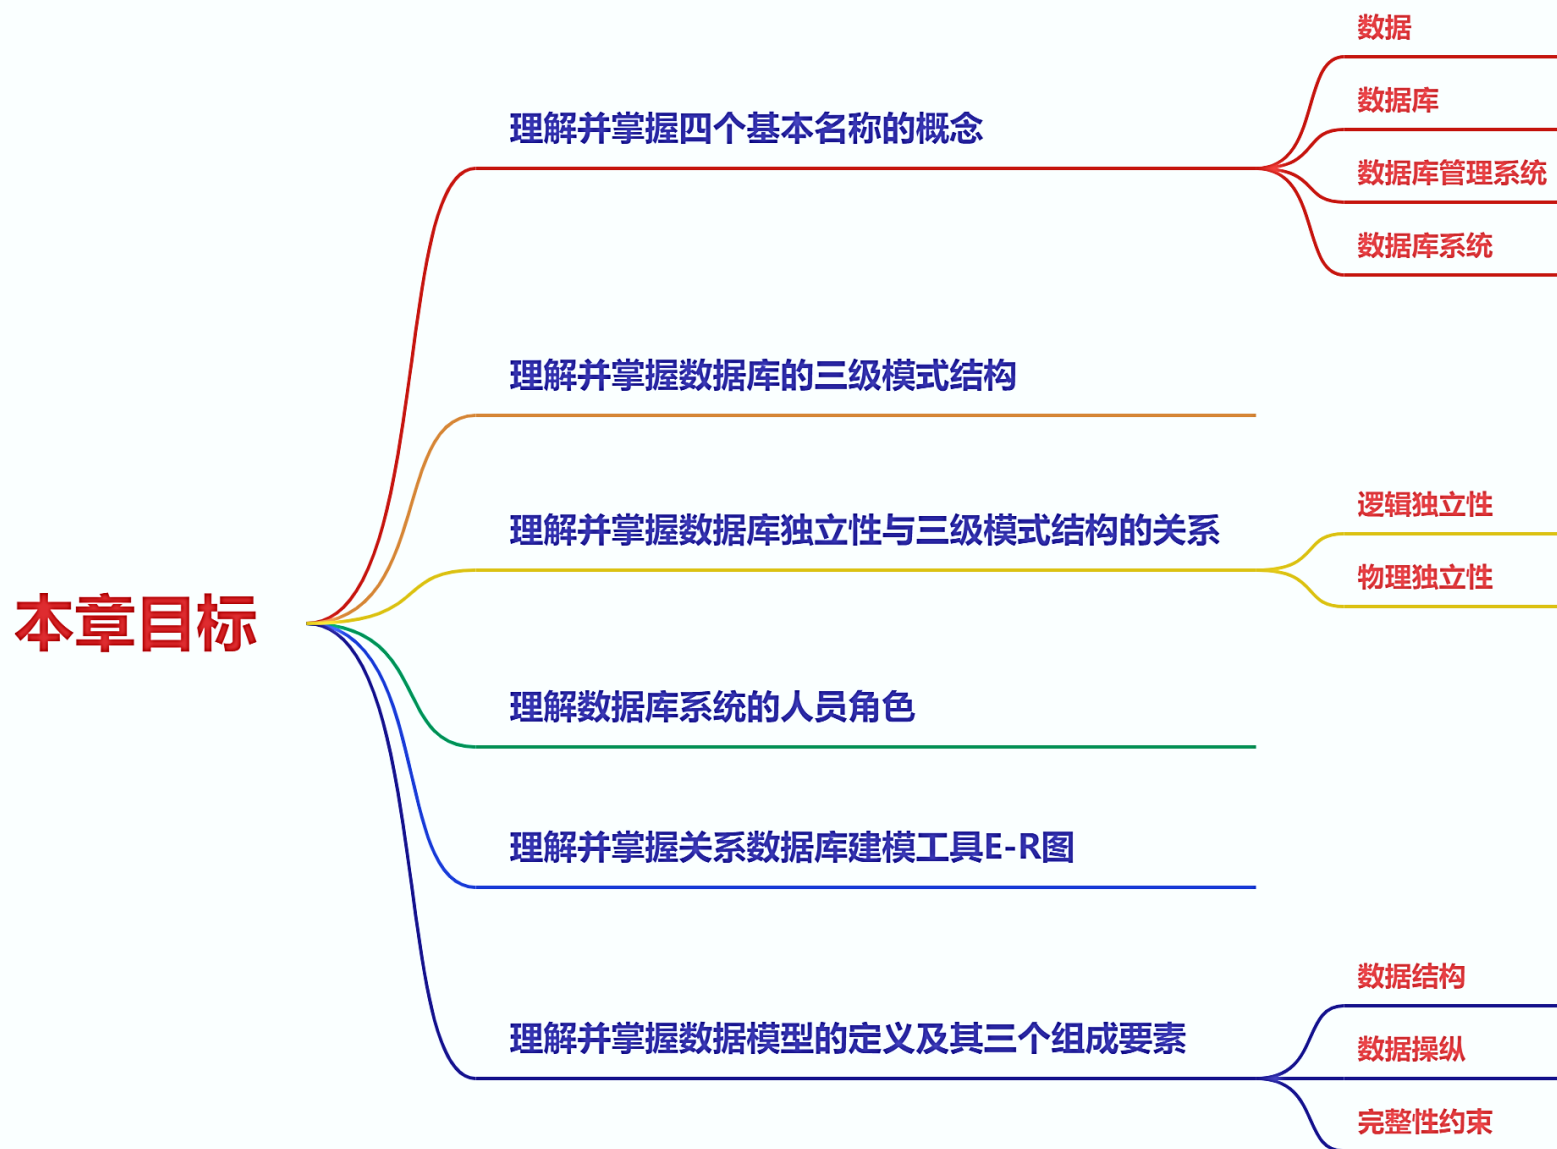 本章目标
理解并掌握四个基本名称的概念
数据
数据库
数据库管理系统
数据库系统
理解并掌握数据库的三级模式结构
理解并掌握数据库独立性与三级模式结构的关系
逻辑独立性
物理独立性
理解数据库系统的人员角色
理解并掌握关系数据库建模工具E-R图
理解并掌握数据模型的定义及其三个组成要素
数据结构
数据操纵
完整性约束